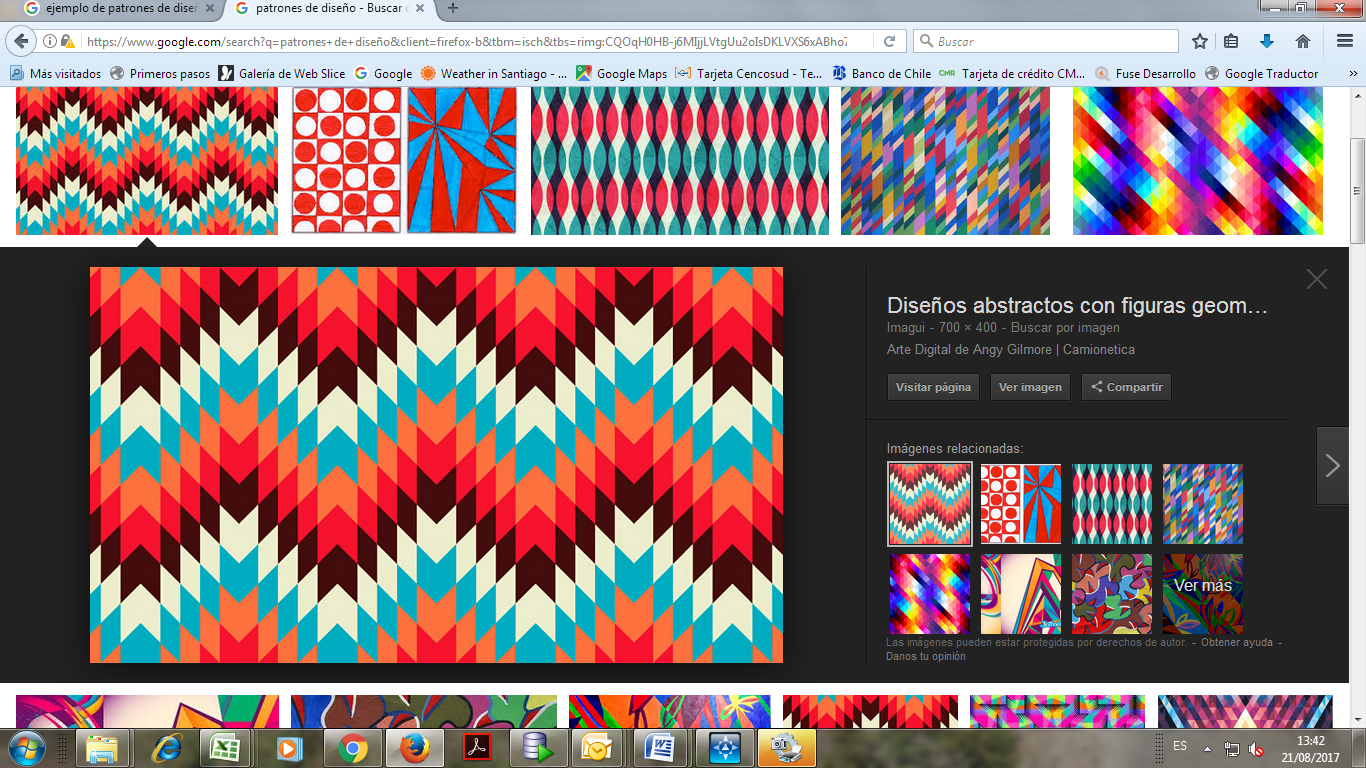 ejemplo de patrones de diseñ
patrones de diseño - Buscar c
https://www.google.com/search?q=patrones+de+diseño&client=firefox-b&tbm=isch&tbs=rimg:CQOqH0HB-j6MIjjLVtgUu2oIsDKLVXS6xABho7
Buscar
Más visitados
Primeros pasos
Galería de Web Slice
Google
Weather in Santiago - ...
Google Maps
Tarjeta Cencosud - Te...
Banco de Chile
CMR
Tarjeta de crédito CM...
Fuse Desarrollo
Google Traductor
Diseños abstractos con figuras geom...
Imagui - 700 × 400 - Buscar por imagen
Arte Digital de Angy Gilmore | Camionetica
Visitar página
Ver imagen
Compartir
Imágenes relacionadas:
Ver más
Las imágenes pueden estar protegidas por derechos de autor. - Obtener ayuda -
Danos tu opinión
ES
13:42
21/08/2017